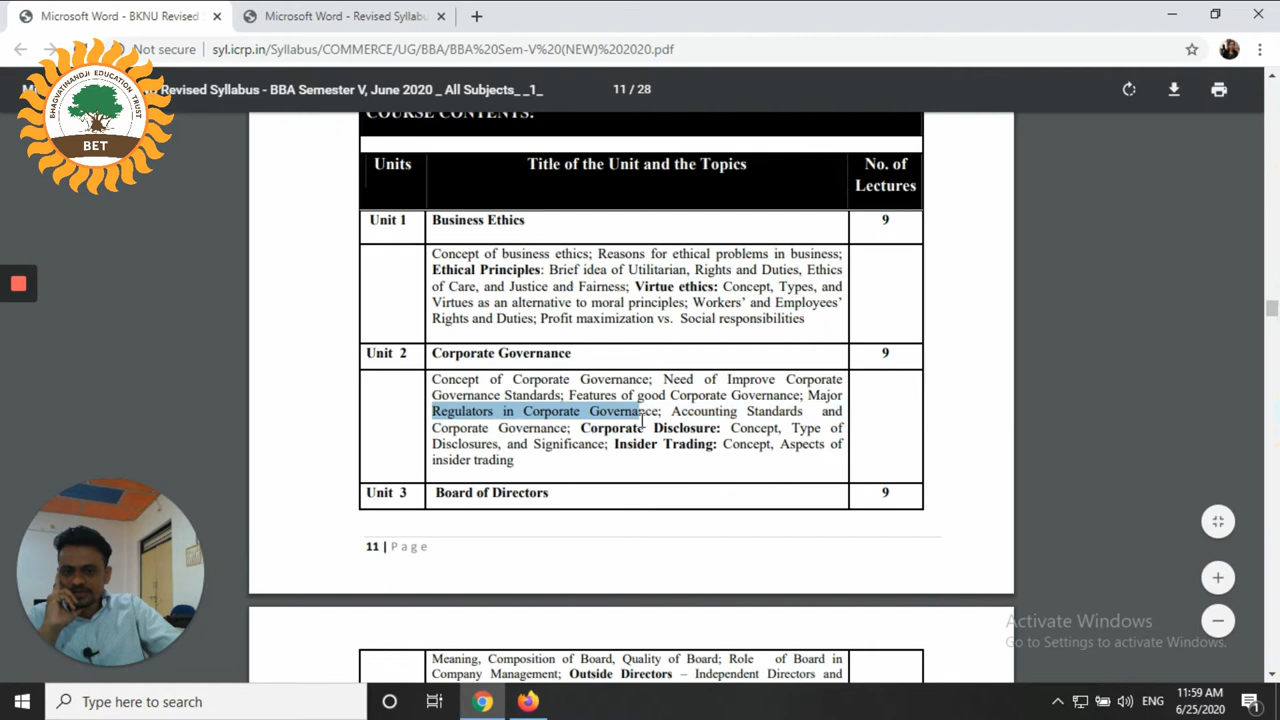 Microsoft Word - BKNU Revised S
Microsoft Word - Revised Syllabu
Not secure
syl.icrp.in/Syllabus/COMMERCE/UG/BBA/BBA%20Sem-V%20(NEW)%202020.pdf
BHAGVATINANDJI EDUCATION TRUST
BET
Revised Syllabus - BBA Semester V, June 2020 _ All Subjects_ _1_
11 / 28
COURSE CONTENTS:
Units
Title of the Unit and the Topics
No. of
Lectures
Unit 1
Business Ethics
9
Concept of business ethics; Reasons for ethical problems in business;
Ethical Principles: Brief idea of Utilitarian, Rights and Duties, Ethics
of Care, and Justice and Fairness; Virtue ethics: Concept, Types, and
Virtues as an alternative to moral principles; Workers’ and Employees’
Rights and Duties; Profit maximization vs. Social responsibilities
Unit 2
Corporate Governance
9
Concept of Corporate Governance; Need of Improve Corporate
Governance Standards; Features of good Corporate Governance; Major
Regulators in Corporate Governance; Accounting Standards and
Corporate Governance; Corporate Disclosure: Concept, Type of
Disclosures, and Significance; Insider Trading: Concept, Aspects of
insider trading
Unit 3
Board of Directors
9
11 | Page
Meaning, Composition of Board, Quality of Board; Role of Board in
Company Management; Outside Directors – Independent Directors and
Activate Windows
Go to Settings to activate Windows.
Type here to search
ENG
11:59 AM
6/25/2020
1